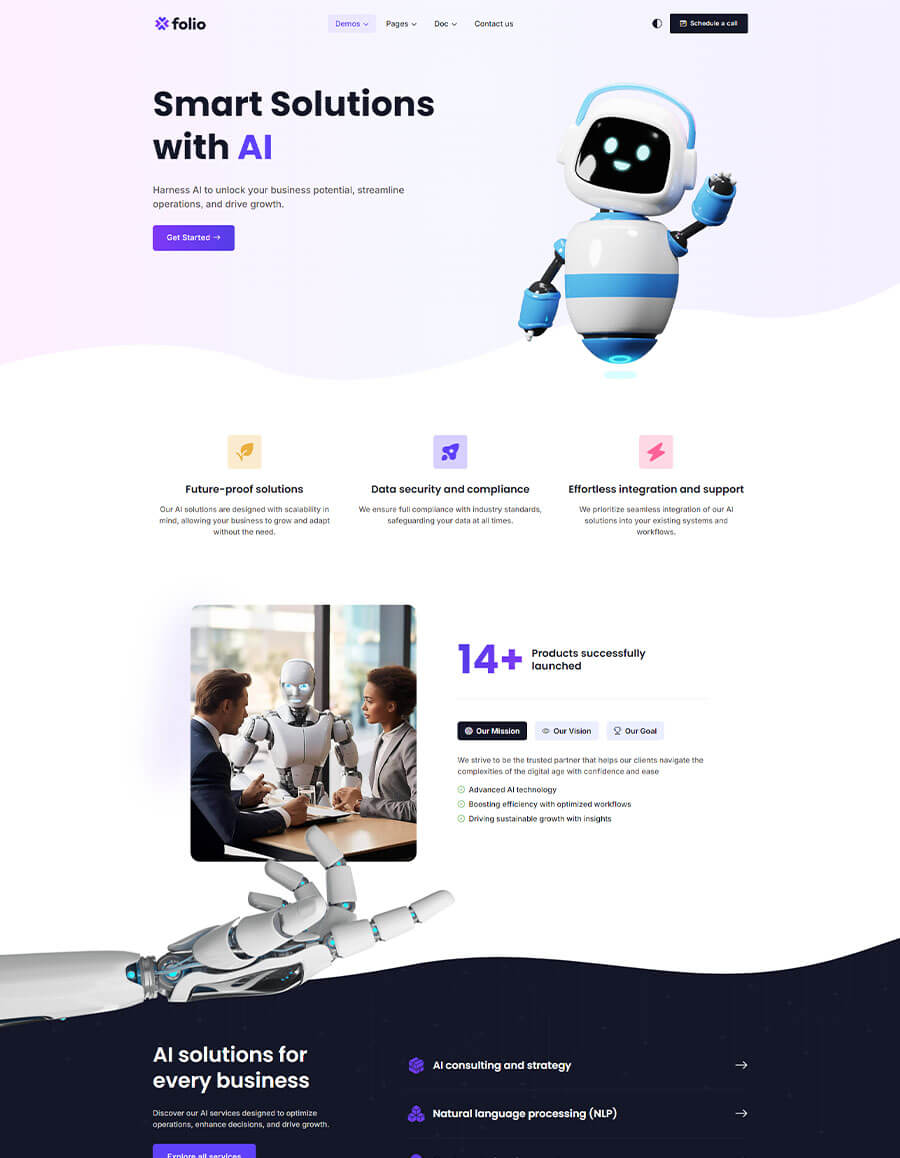 folio
Demos
Pages
Doc
Contact us
Schedule a call
Smart Solutions
with AI
Harness AI to unlock your business potential, streamline
operations, and drive growth.
Get Started →
Future-proof solutions
Our AI solutions are designed with scalability in
mind, allowing your business to grow and adapt
without the need.
Data security and compliance
We ensure full compliance with industry standards,
safeguarding your data at all times.
Effortless integration and support
We prioritize seamless integration of our AI
solutions into your existing systems and
workflows.
14+
Products successfully
launched
Our Mission
Our Vision
Our Goal
We strive to be the trusted partner that helps our clients navigate the
complexities of the digital age with confidence and ease
Advanced AI technology
Boosting efficiency with optimized workflows
Driving sustainable growth with insights
AI solutions for
every business
Discover our AI services designed to optimize
operations, enhance decisions, and drive growth.
Explore all services
AI consulting and strategy
Natural language processing (NLP)